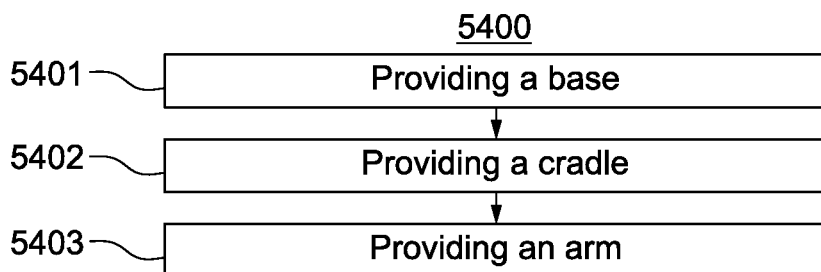 5400
5401 Providing a base
5402 Providing a cradle
5403 Providing an arm